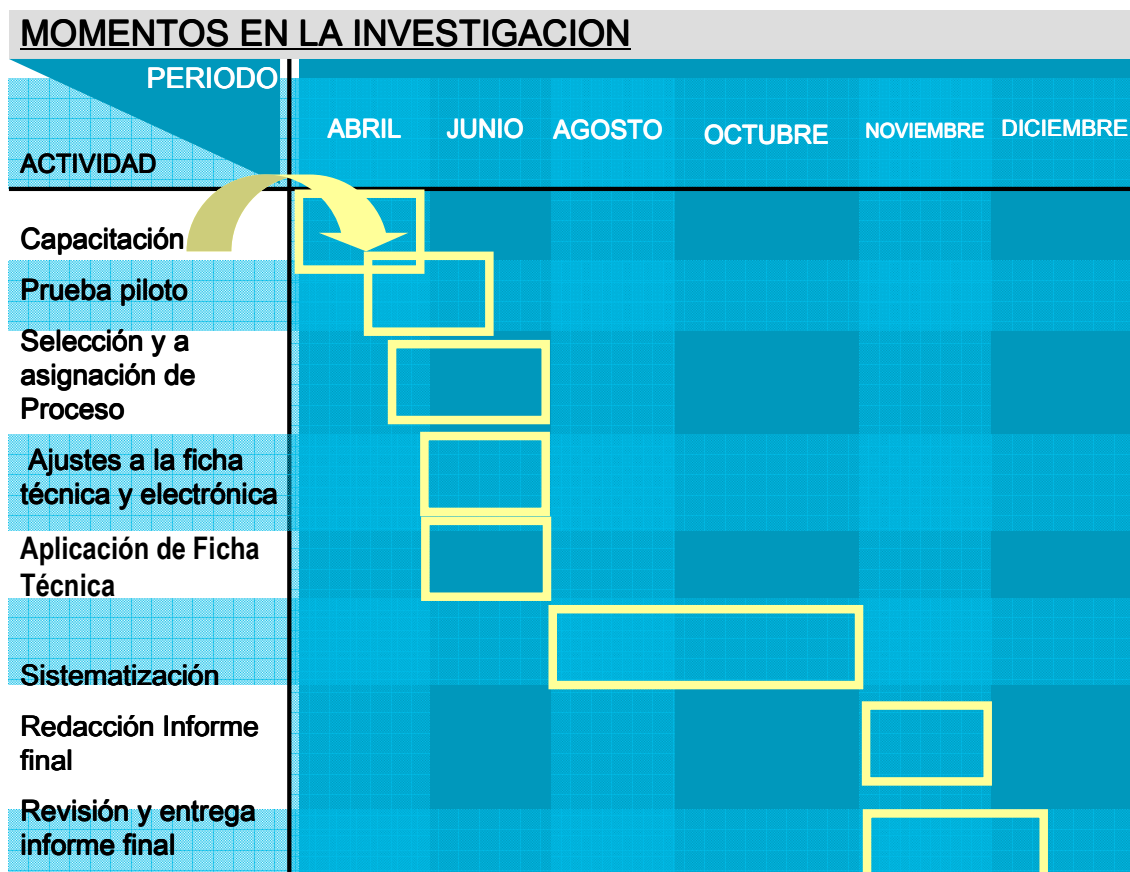 MOMENTOS EN LA INVESTIGACION
PERIODO
ACTIVIDAD
ABRIL JUNIO AGOSTO OCTUBRE NOVIEMBRE DICIEMBRE
Capacitación
Prueba piloto
Selección y a
asignación de
Proceso
Ajustes a la ficha
técnica y electrónica
Aplicación de Ficha
Técnica
Sistematización
Redacción Informe
final
Revisión y entrega
informe final